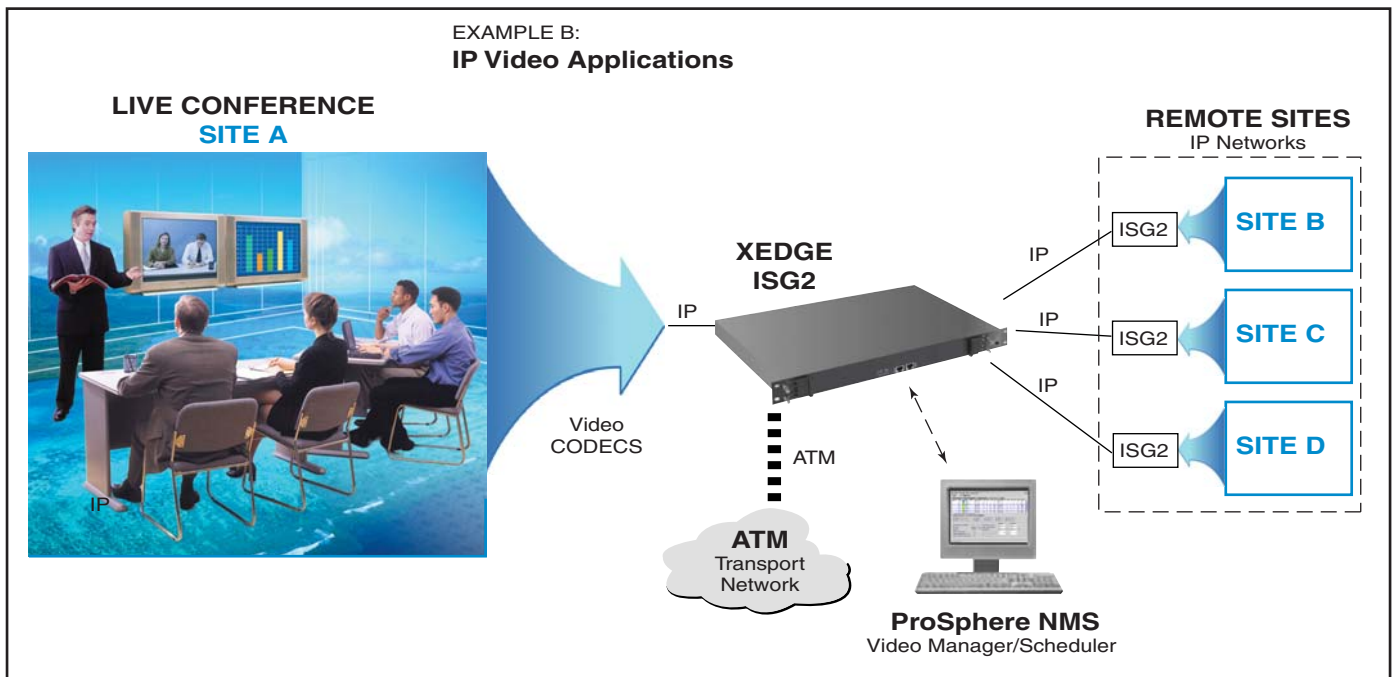 EXAMPLE B:
IP Video Applications
LIVE CONFERENCE
SITE A
REMOTE SITES
IP Networks
XEDGE
ISG2
IP
IP
IP
IP
ISG2
ISG2
ISG2
SITE B
SITE C
SITE D
Video
CODECS
ATM
IP
ATM
Transport
Network
ProSphere NMS
Video Manager/Scheduler